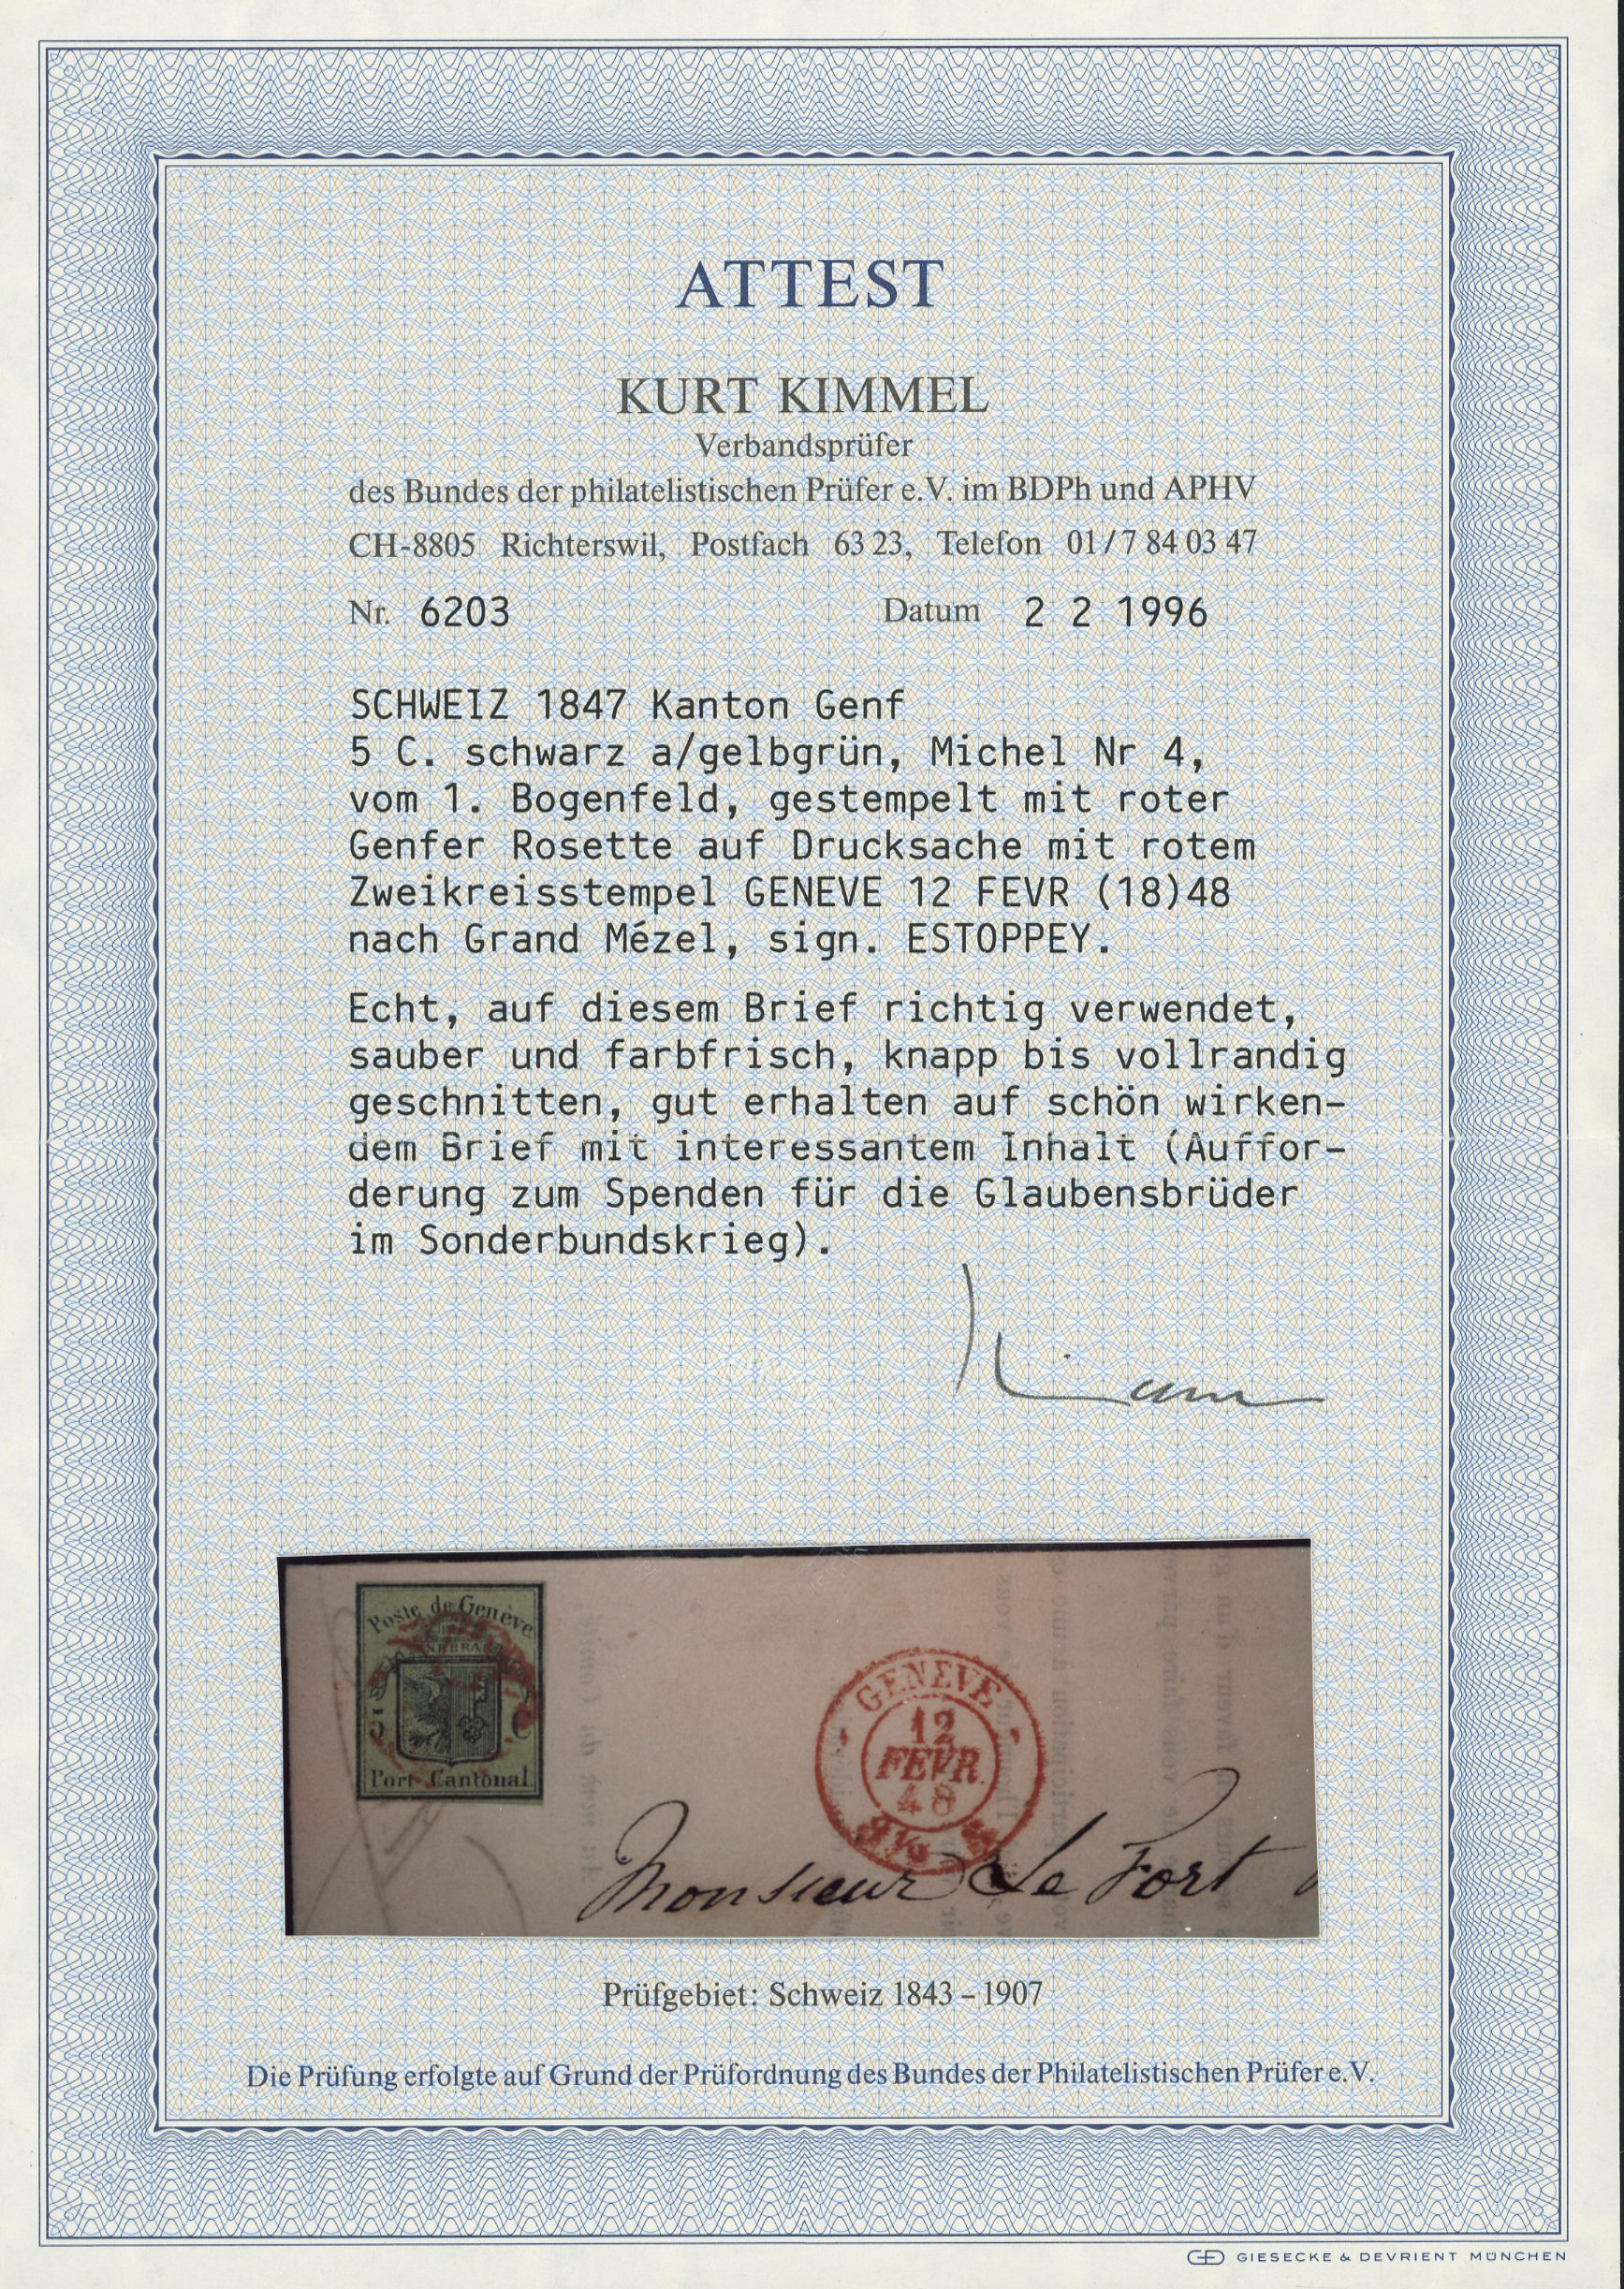 ATTEST
KURT KIMMEL
Verbandsprüfer
des Bundes der philatelistischen Prüfer e.V. im BDPh und APHV
CH-8805 Richterswil, Postfach 63 23, Telefon 01/7 84 03 47
Nr. 6203 Datum 2 2 1996
SCHWEIZ 1847 Kanton Genf
5 C. schwarz a/gelbgrün, Michel Nr 4,
vom 1. Bogenfeld, gestempelt mit roter
Genfer Rosette auf Drucksache mit rotem
Zweikreisstempel GENEVE 12 FEVR (18)48
nach Grand Mézel, sign. ESTOPPEY.
Echt, auf diesem Brief richtig verwendet,
sauber und farbfrisch, knapp bis vollrandig
geschnitten, gut erhalten auf schön wirken-
dem Brief mit interessantem Inhalt (Auffor-
derung zum Spenden für die Glaubensbrüder
im Sonderbundskrieg).
Poste de Genève
5 C
Port Cantonal
GENEVE
12
FEVR.
48
Monsieur Le Fort
Prüfgebiet: Schweiz 1843 – 1907
Die Prüfung erfolgte auf Grund der Prüfordnung des Bundes der Philatelistischen Prüfer e.V.
GIESECKE & DEVRIENT MÜNCHEN